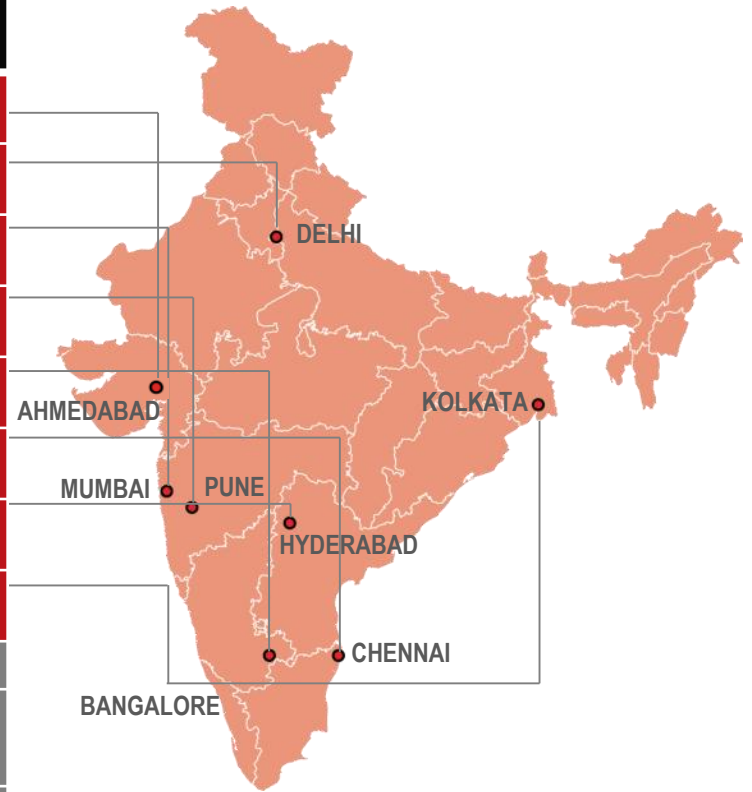 DELHI
KOLKATA
AHMEDABAD
MUMBAI
PUNE
HYDERABAD
CHENNAI
BANGALORE